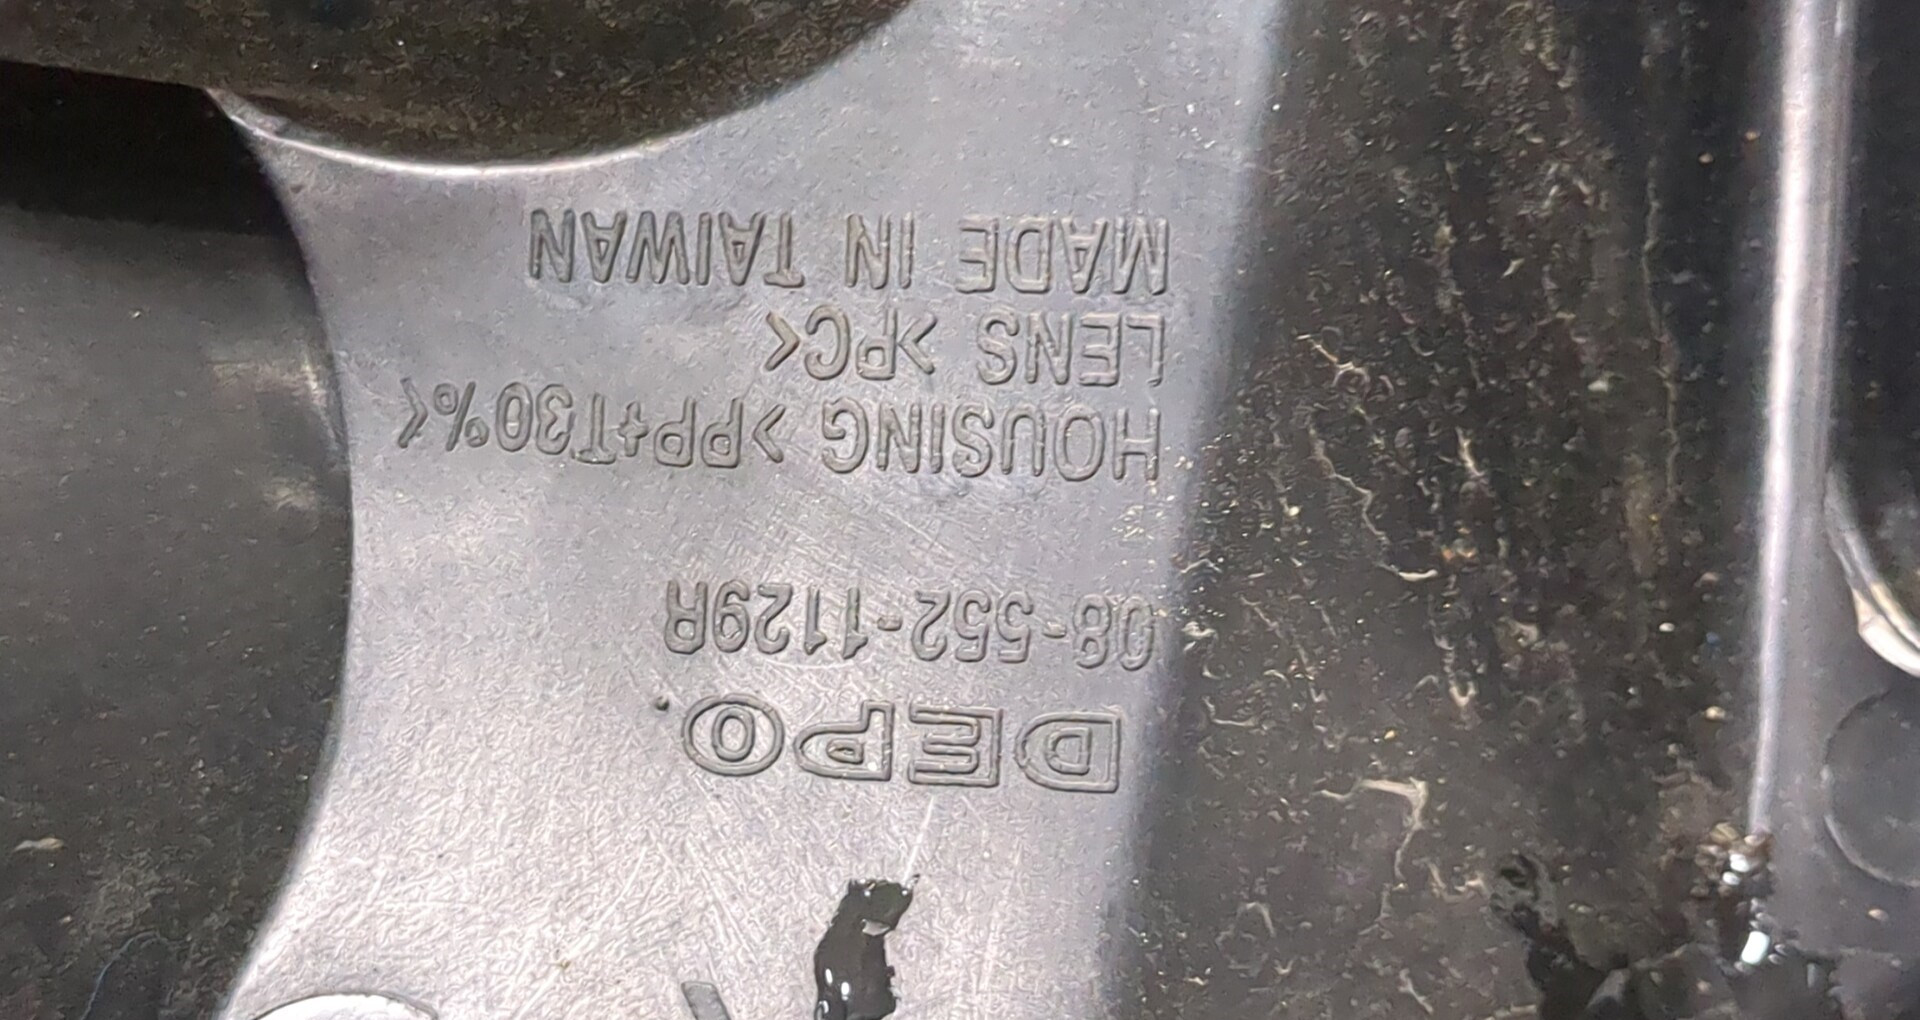 DEPO
08-552-1129R
HOUSING >PP+T30%<
LENS >PC<
MADE IN TAIWAN